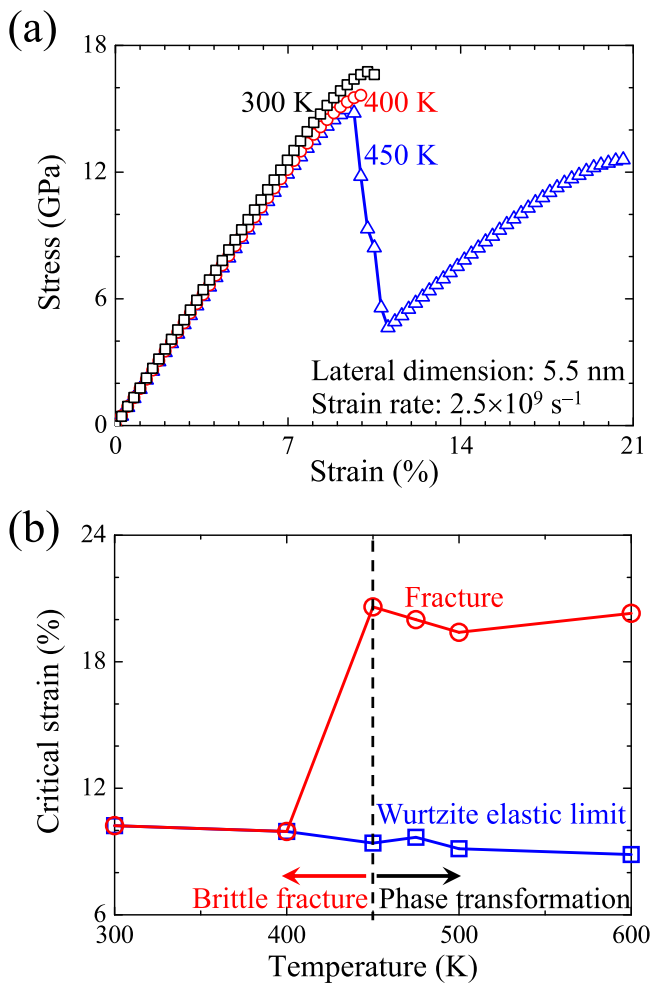 (a)
18
12
6
0
Stress (GPa)
300 K
400 K
450 K
Lateral dimension: 5.5 nm
Strain rate: 2.5×10⁹ s⁻¹
0 7 14 21
Strain (%)
(b)
24
18
12
6
Critical strain (%)
Fracture
Wurtzite elastic limit
Brittle fracture
Phase transformation
300 400 500 600
Temperature (K)